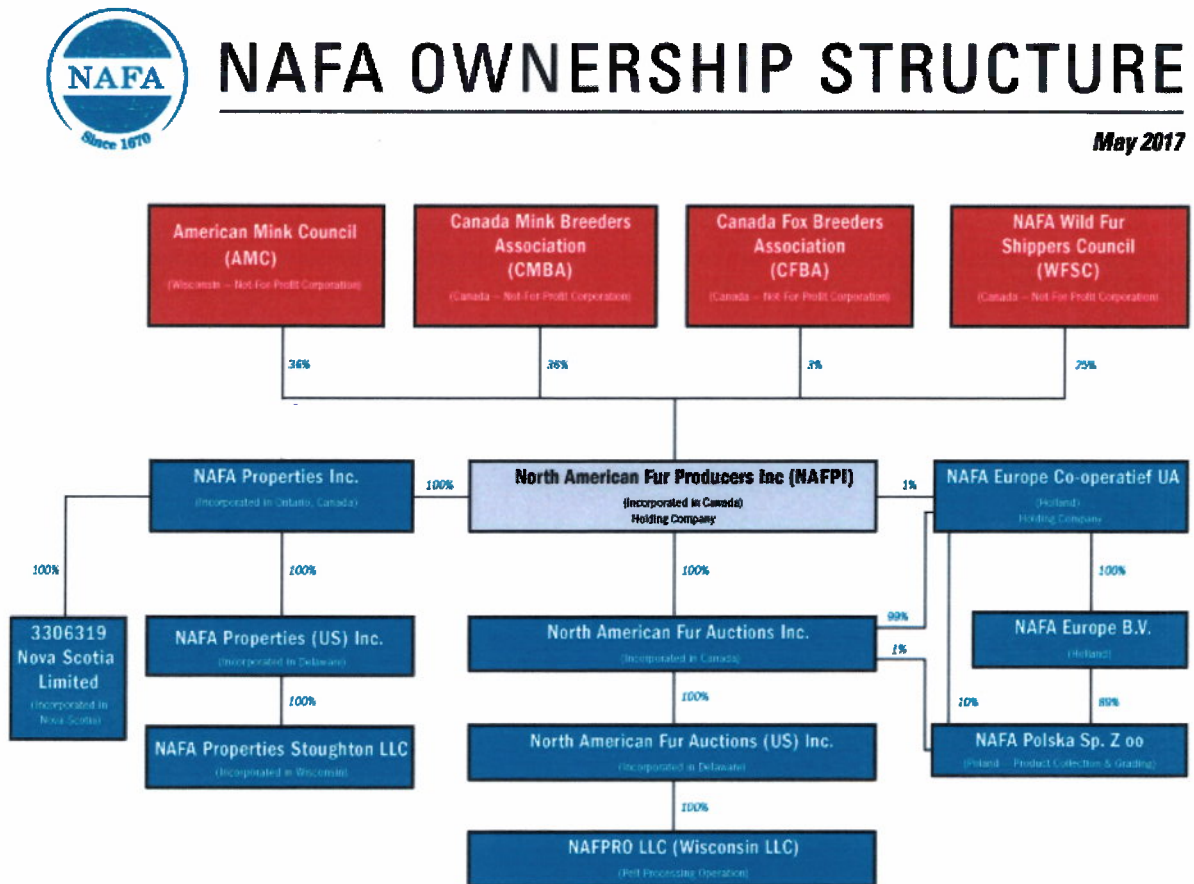 NAFA
Since 1670
NAFA OWNERSHIP STRUCTURE
May 2017
American Mink Council
(AMC)
(Wisconsin – Not For Profit Corporation)
Canada Mink Breeders
Association
(CMBA)
(Canada – Not For Profit Corporation)
Canada Fox Breeders
Association
(CFBA)
(Canada – Not For Profit Corporation)
NAFA Wild Fur
Shippers Council
(WFSC)
(Canada – Not For Profit Corporation)
36%
36%
3%
25%
NAFA Properties Inc.
(Incorporated in Ontario, Canada)
100%
North American Fur Producers Inc (NAFPI)
(Incorporated in Canada)
Holding Company
1%
NAFA Europe Co-operatief UA
(Holland)
Holding Company
100%
100%
100%
100%
3306319
Nova Scotia
Limited
(Incorporated in
Nova Scotia)
NAFA Properties (US) Inc.
(Incorporated in Delaware)
North American Fur Auctions Inc.
(Incorporated in Canada)
99%
1%
NAFA Europe B.V.
(Holland)
100%
100%
10%
89%
NAFA Properties Stoughton LLC
(Incorporated in Wisconsin)
North American Fur Auctions (US) Inc.
(Incorporated in Delaware)
NAFA Polska Sp. Z oo
(Poland – Product Collection & Grading)
100%
NAFPRO LLC (Wisconsin LLC)
(Pelt Processing Operation)